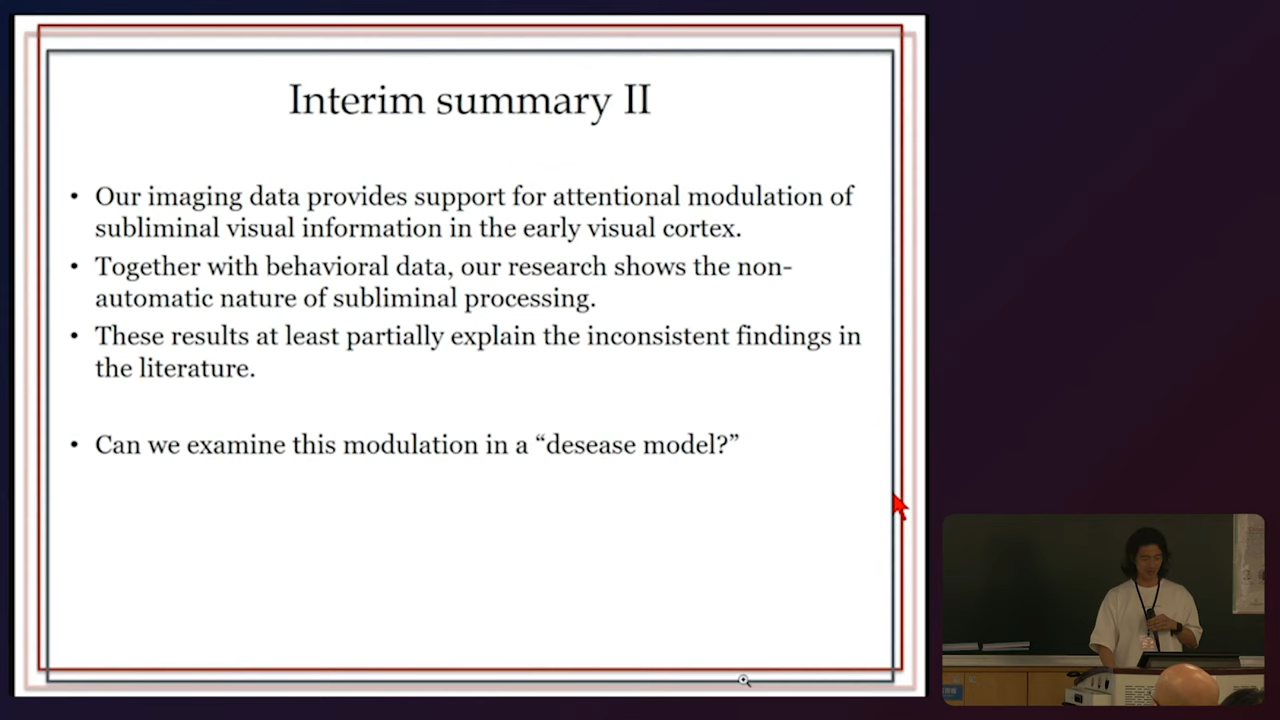 Interim summary II
• Our imaging data provides support for attentional modulation of
subliminal visual information in the early visual cortex.
• Together with behavioral data, our research shows the non-
automatic nature of subliminal processing.
• These results at least partially explain the inconsistent findings in
the literature.
• Can we examine this modulation in a “desease model?”